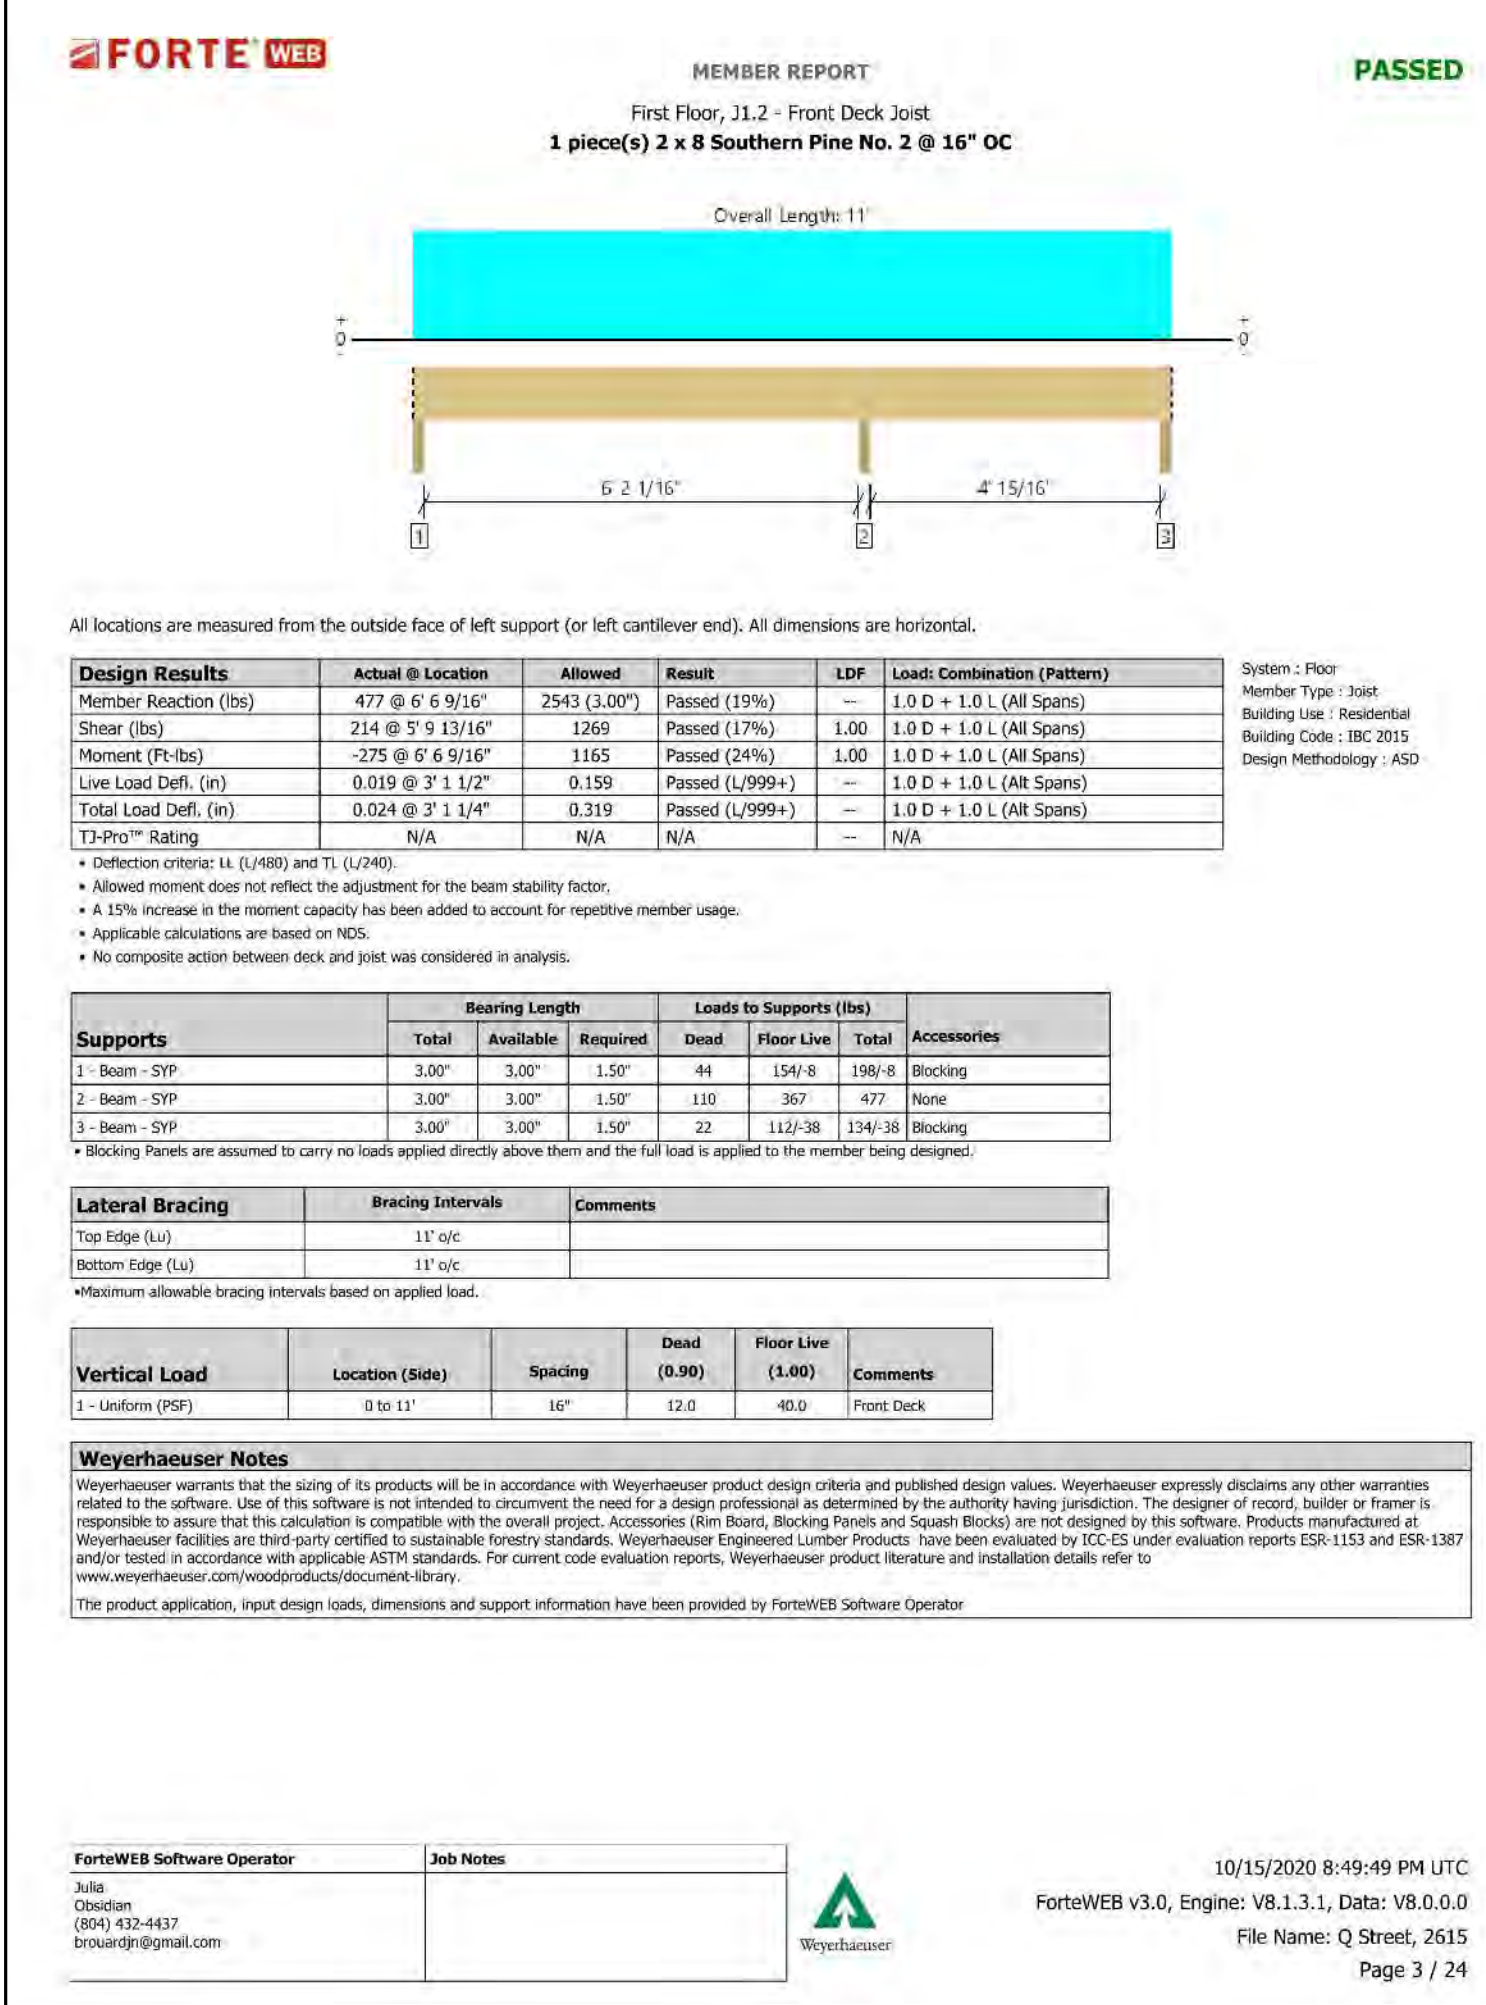 FORTE WEB
MEMBER REPORT
PASSED
First Floor, J1.2 - Front Deck Joist
1 piece(s) 2 x 8 Southern Pine No. 2 @ 16" OC
Overall Length: 11'
+ +
0 0
- -
6' 2 1/16" 4' 15/16"
1 2 3
All locations are measured from the outside face of left support (or left cantilever end). All dimensions are horizontal.
Design Results Actual @ Location Allowed Result LDF Load: Combination (Pattern)
Member Reaction (lbs) 477 @ 6' 6 9/16" 2543 (3.00") Passed (19%) -- 1.0 D + 1.0 L (All Spans)
Shear (lbs) 214 @ 5' 9 13/16" 1269 Passed (17%) 1.00 1.0 D + 1.0 L (All Spans)
Moment (Ft-lbs) -275 @ 6' 6 9/16" 1165 Passed (24%) 1.00 1.0 D + 1.0 L (All Spans)
Live Load Defl. (in) 0.019 @ 3' 1 1/2" 0.159 Passed (L/999+) -- 1.0 D + 1.0 L (Alt Spans)
Total Load Defl. (in) 0.024 @ 3' 1 1/4" 0.319 Passed (L/999+) -- 1.0 D + 1.0 L (Alt Spans)
TJ-Pro™ Rating N/A N/A N/A -- N/A
System : Floor
Member Type : Joist
Building Use : Residential
Building Code : IBC 2015
Design Methodology : ASD
• Deflection criteria: LL (L/480) and TL (L/240).
• Allowed moment does not reflect the adjustment for the beam stability factor.
• A 15% increase in the moment capacity has been added to account for repetitive member usage.
• Applicable calculations are based on NDS.
• No composite action between deck and joist was considered in analysis.
Bearing Length Loads to Supports (lbs)
Supports Total Available Required Dead Floor Live Total Accessories
1 - Beam - SYP 3.00" 3.00" 1.50" 44 154/-8 198/-8 Blocking
2 - Beam - SYP 3.00" 3.00" 1.50" 110 367 477 None
3 - Beam - SYP 3.00" 3.00" 1.50" 22 112/-38 134/-38 Blocking
• Blocking Panels are assumed to carry no loads applied directly above them and the full load is applied to the member being designed.
Lateral Bracing Bracing Intervals Comments
Top Edge (Lu) 11' o/c
Bottom Edge (Lu) 11' o/c
•Maximum allowable bracing intervals based on applied load.
Dead Floor Live
Vertical Load Location (Side) Spacing (0.90) (1.00) Comments
1 - Uniform (PSF) 0 to 11' 16" 12.0 40.0 Front Deck
Weyerhaeuser Notes
Weyerhaeuser warrants that the sizing of its products will be in accordance with Weyerhaeuser product design criteria and published design values. Weyerhaeuser expressly disclaims any other warranties
related to the software. Use of this software is not intended to circumvent the need for a design professional as determined by the authority having jurisdiction. The designer of record, builder or framer is
responsible to assure that this calculation is compatible with the overall project. Accessories (Rim Board, Blocking Panels and Squash Blocks) are not designed by this software. Products manufactured at
Weyerhaeuser facilities are third-party certified to sustainable forestry standards. Weyerhaeuser Engineered Lumber Products have been evaluated by ICC-ES under evaluation reports ESR-1153 and ESR-1387
and/or tested in accordance with applicable ASTM standards. For current code evaluation reports, Weyerhaeuser product literature and installation details refer to
www.weyerhaeuser.com/woodproducts/document-library.
The product application, input design loads, dimensions and support information have been provided by ForteWEB Software Operator
ForteWEB Software Operator Job Notes
Julia
Obsidian
(804) 432-4437
brouardjn@gmail.com
Weyerhaeuser
10/15/2020 8:49:49 PM UTC
ForteWEB v3.0, Engine: V8.1.3.1, Data: V8.0.0.0
File Name: Q Street, 2615
Page 3 / 24